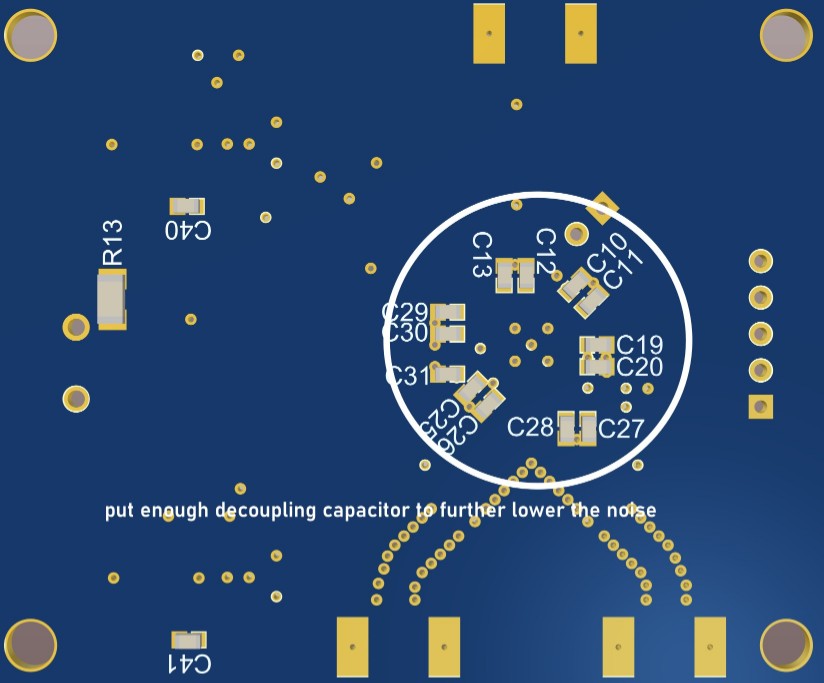 R13
C40
C13
C12
C10
C11
C29
C30
C31
C19
C20
C25
C26
C28
C27
put enough decoupling capacitor to further lower the noise
C41